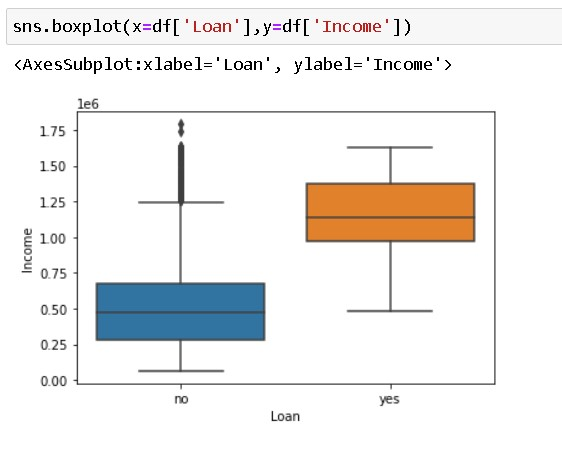 sns.boxplot(x=df['Loan'],y=df['Income'])
<AxesSubplot:xlabel='Loan', ylabel='Income'>
1e6
1.75
1.50
1.25
1.00
0.75
0.50
0.25
0.00
Income
no yes
Loan